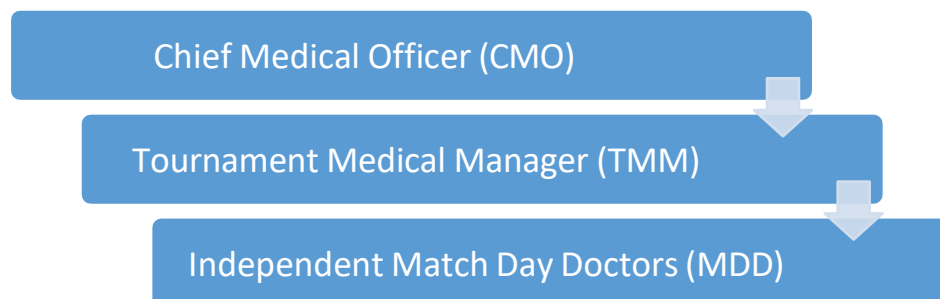 Chief Medical Officer (CMO)
Tournament Medical Manager (TMM)
Independent Match Day Doctors (MDD)